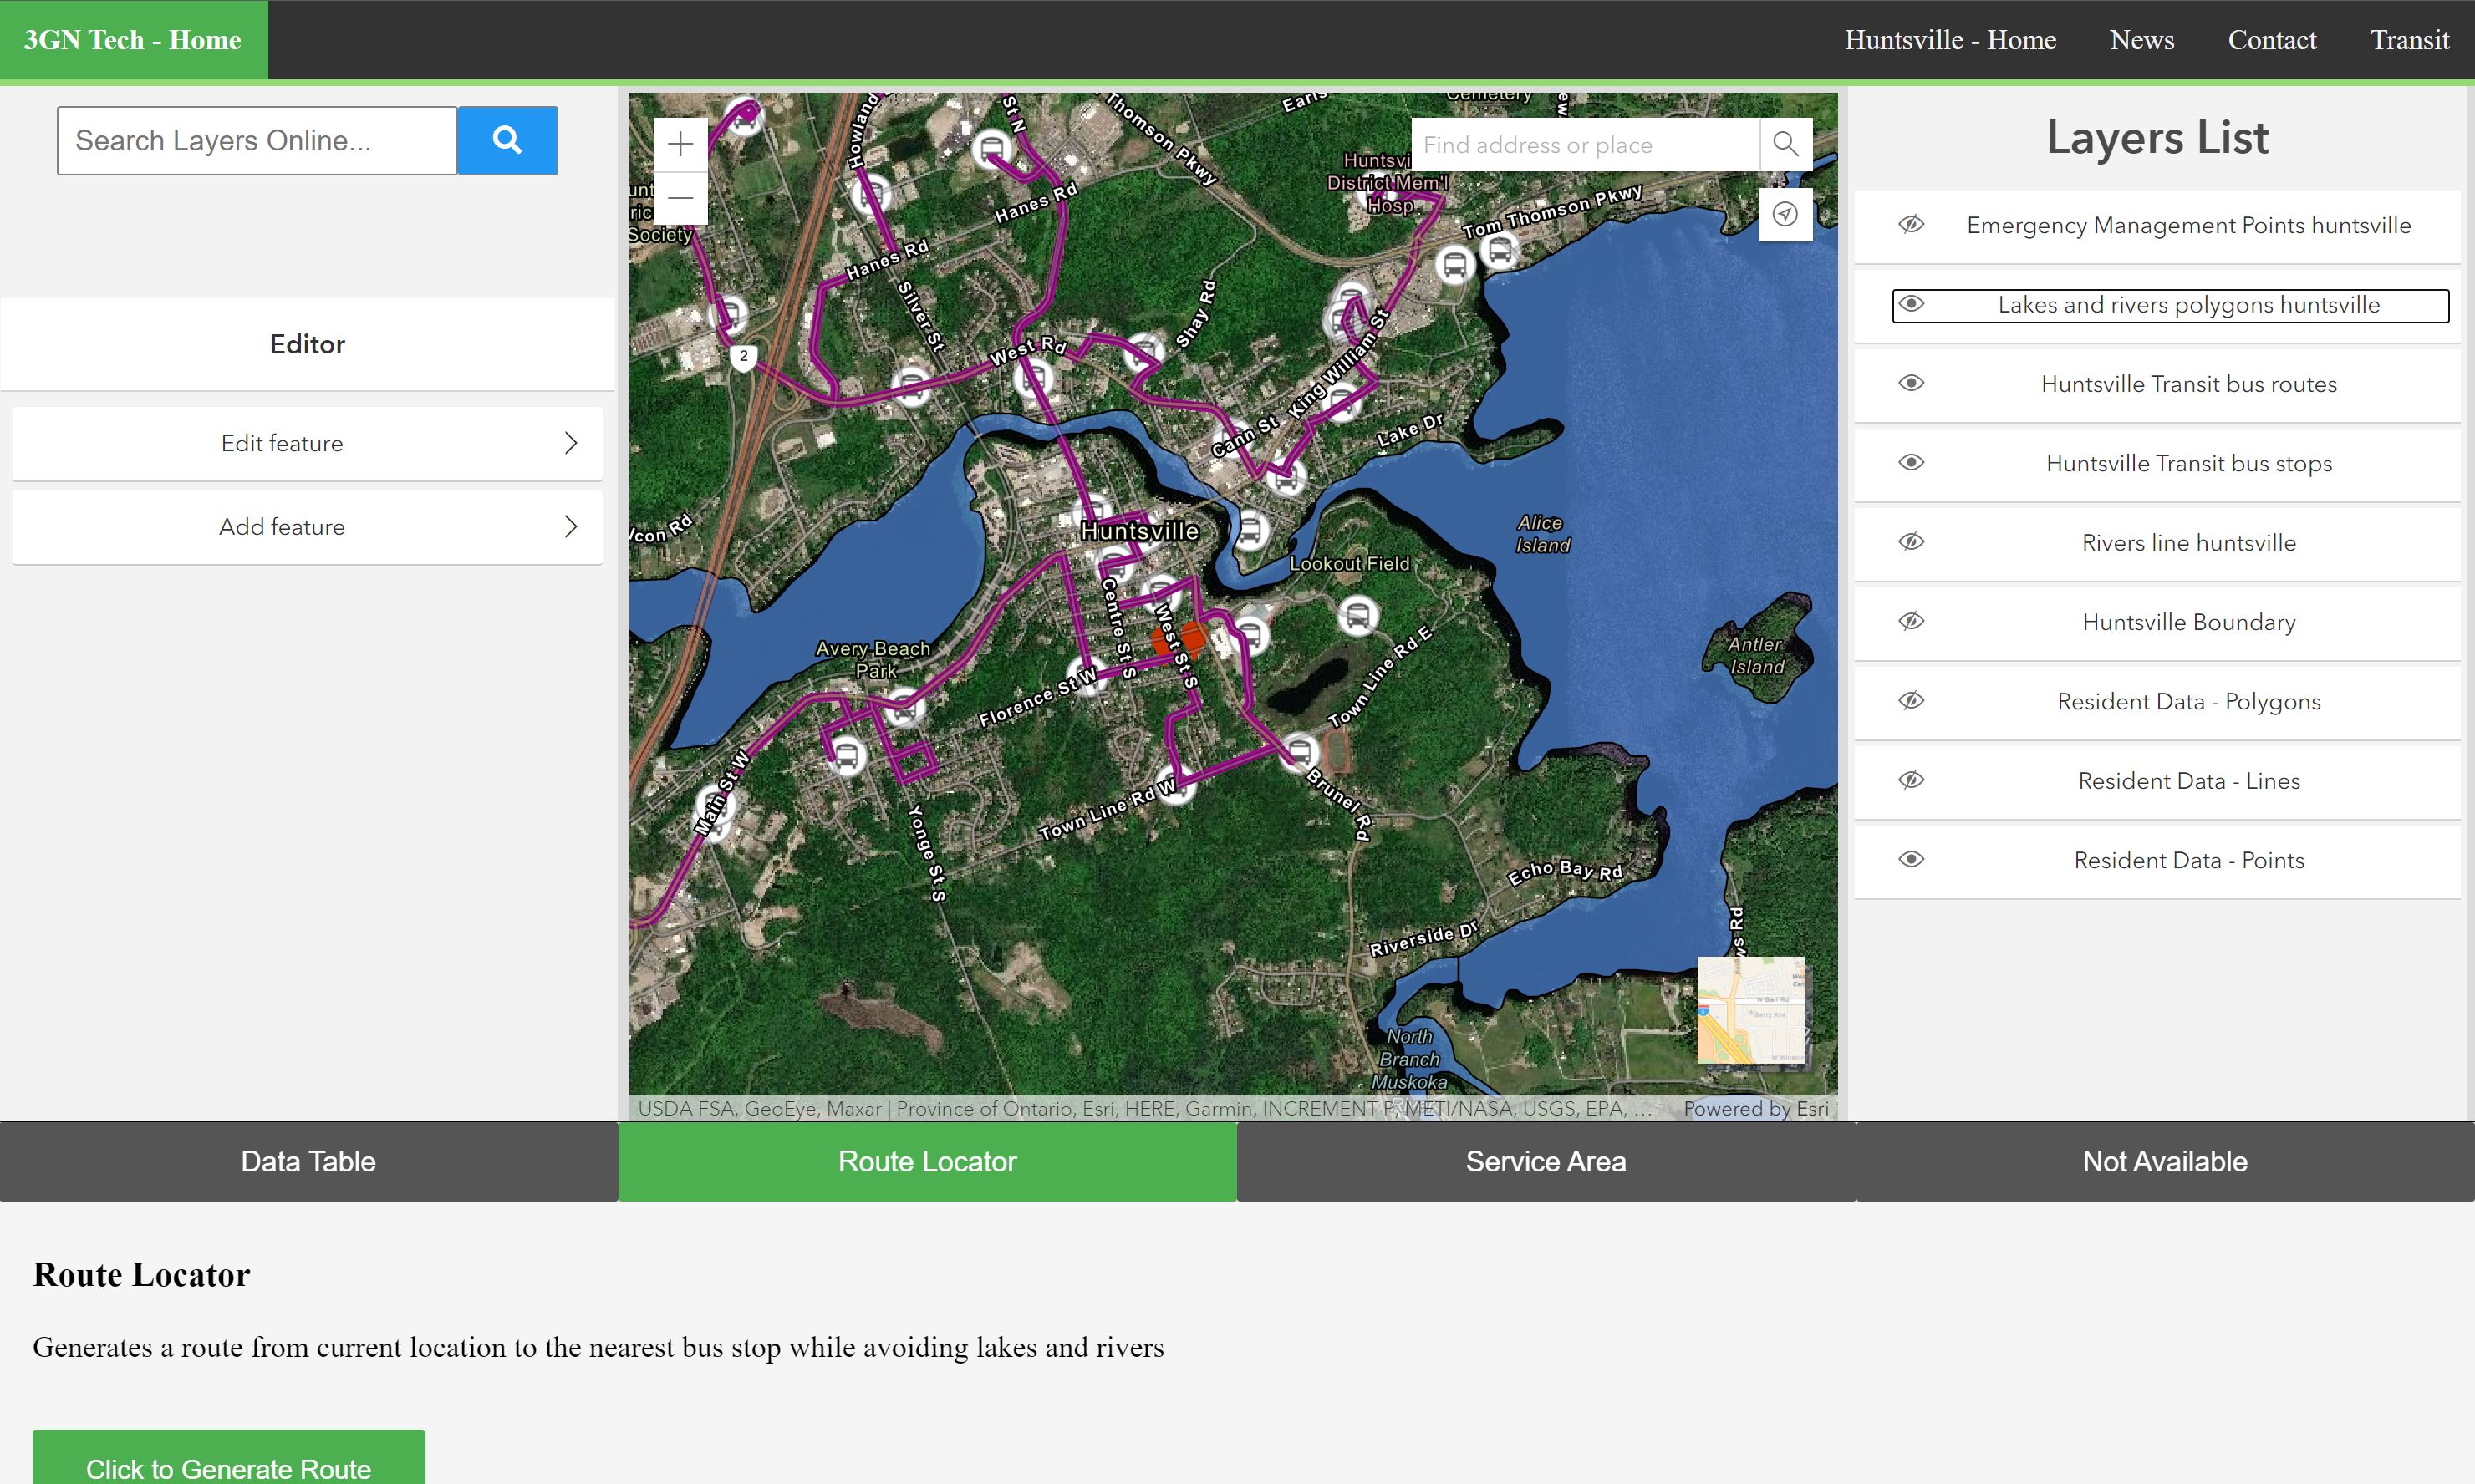 3GN Tech - Home
Huntsville - Home
News
Contact
Transit
Search Layers Online...
Editor
Edit feature
Add feature
Find address or place
Howland
St N
Thomson Pkwy
Earls
Cemetery
Hanes Rd
Huntsvi
District Mem'l
Hosp
Tom Thomson Pkwy
Society
Hanes Rd
Silver St
Shay Rd
2
West Rd
King William St
Cann St
Lake Dr
Huntsville
Alice
Island
Lookout Field
Centre St S
West St S
Avery Beach
Park
Florence St W
Town Line Rd E
Antler
Island
Main St W
Town Line Rd W
Brunel Rd
Yonge St S
Echo Bay Rd
Riverside Dr
ws Rd
North
Branch
Muskoka
W Ball Rd
Berry Ave
USDA FSA, GeoEye, Maxar | Province of Ontario, Esri, HERE, Garmin, INCREMENT P, METI/NASA, USGS, EPA, ...
Powered by Esri
Layers List
Emergency Management Points huntsville
Lakes and rivers polygons huntsville
Huntsville Transit bus routes
Huntsville Transit bus stops
Rivers line huntsville
Huntsville Boundary
Resident Data - Polygons
Resident Data - Lines
Resident Data - Points
Data Table
Route Locator
Service Area
Not Available
Route Locator
Generates a route from current location to the nearest bus stop while avoiding lakes and rivers
Click to Generate Route